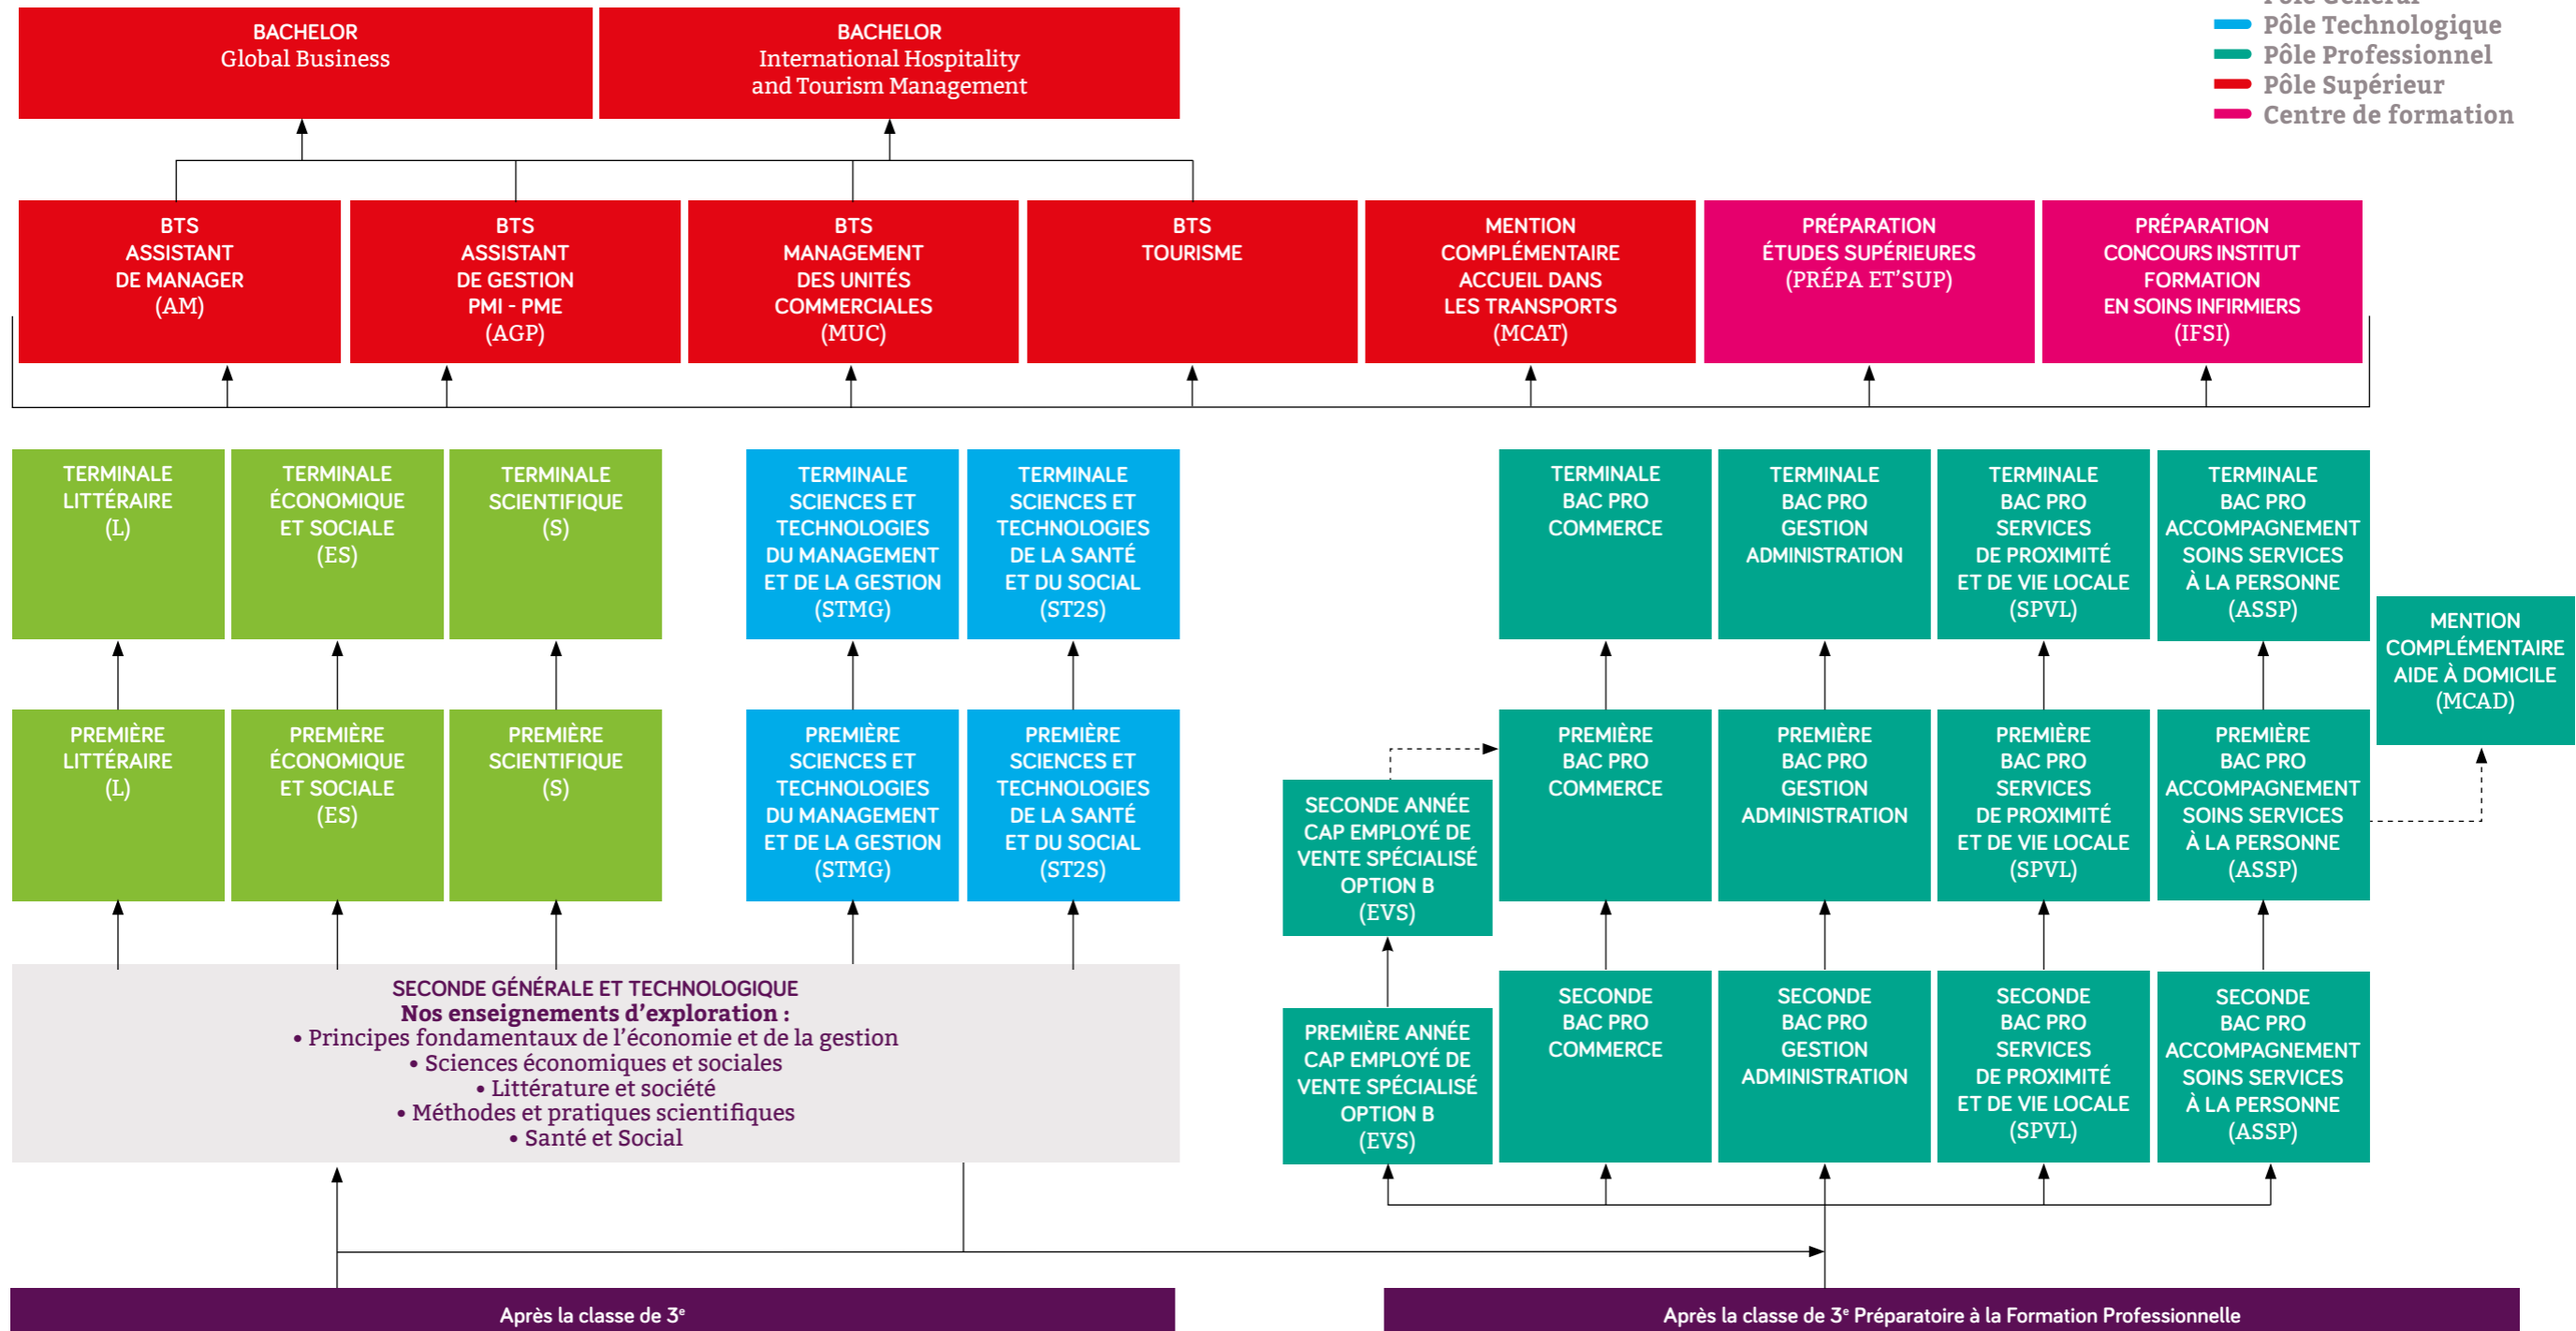 Pôle Général
Pôle Technologique
Pôle Professionnel
Pôle Supérieur
Centre de formation
BACHELOR
Global Business
BACHELOR
International Hospitality
and Tourism Management
BTS
ASSISTANT
DE MANAGER
(AM)
BTS
ASSISTANT
DE GESTION
PMI - PME
(AGP)
BTS
MANAGEMENT
DES UNITÉS
COMMERCIALES
(MUC)
BTS
TOURISME
MENTION
COMPLÉMENTAIRE
ACCUEIL DANS
LES TRANSPORTS
(MCAT)
PRÉPARATION
ÉTUDES SUPÉRIEURES
(PRÉPA ET’SUP)
PRÉPARATION
CONCOURS INSTITUT
FORMATION
EN SOINS INFIRMIERS
(IFSI)
TERMINALE
LITTÉRAIRE
(L)
TERMINALE
ÉCONOMIQUE
ET SOCIALE
(ES)
TERMINALE
SCIENTIFIQUE
(S)
TERMINALE
SCIENCES ET
TECHNOLOGIES
DU MANAGEMENT
ET DE LA GESTION
(STMG)
TERMINALE
SCIENCES ET
TECHNOLOGIES
DE LA SANTÉ
ET DU SOCIAL
(ST2S)
TERMINALE
BAC PRO
COMMERCE
TERMINALE
BAC PRO
GESTION
ADMINISTRATION
TERMINALE
BAC PRO
SERVICES
DE PROXIMITÉ
ET DE VIE LOCALE
(SPVL)
TERMINALE
BAC PRO
ACCOMPAGNEMENT
SOINS SERVICES
À LA PERSONNE
(ASSP)
MENTION
COMPLÉMENTAIRE
AIDE À DOMICILE
(MCAD)
PREMIÈRE
LITTÉRAIRE
(L)
PREMIÈRE
ÉCONOMIQUE
ET SOCIALE
(ES)
PREMIÈRE
SCIENTIFIQUE
(S)
PREMIÈRE
SCIENCES ET
TECHNOLOGIES
DU MANAGEMENT
ET DE LA GESTION
(STMG)
PREMIÈRE
SCIENCES ET
TECHNOLOGIES
DE LA SANTÉ
ET DU SOCIAL
(ST2S)
SECONDE ANNÉE
CAP EMPLOYÉ DE
VENTE SPÉCIALISÉ
OPTION B
(EVS)
PREMIÈRE
BAC PRO
COMMERCE
PREMIÈRE
BAC PRO
GESTION
ADMINISTRATION
PREMIÈRE
BAC PRO
SERVICES
DE PROXIMITÉ
ET DE VIE LOCALE
(SPVL)
PREMIÈRE
BAC PRO
ACCOMPAGNEMENT
SOINS SERVICES
À LA PERSONNE
(ASSP)
SECONDE GÉNÉRALE ET TECHNOLOGIQUE
Nos enseignements d’exploration :
• Principes fondamentaux de l’économie et de la gestion
• Sciences économiques et sociales
• Littérature et société
• Méthodes et pratiques scientifiques
• Santé et Social
PREMIÈRE ANNÉE
CAP EMPLOYÉ DE
VENTE SPÉCIALISÉ
OPTION B
(EVS)
SECONDE
BAC PRO
COMMERCE
SECONDE
BAC PRO
GESTION
ADMINISTRATION
SECONDE
BAC PRO
SERVICES
DE PROXIMITÉ
ET DE VIE LOCALE
(SPVL)
SECONDE
BAC PRO
ACCOMPAGNEMENT
SOINS SERVICES
À LA PERSONNE
(ASSP)
Après la classe de 3e
Après la classe de 3e Préparatoire à la Formation Professionnelle